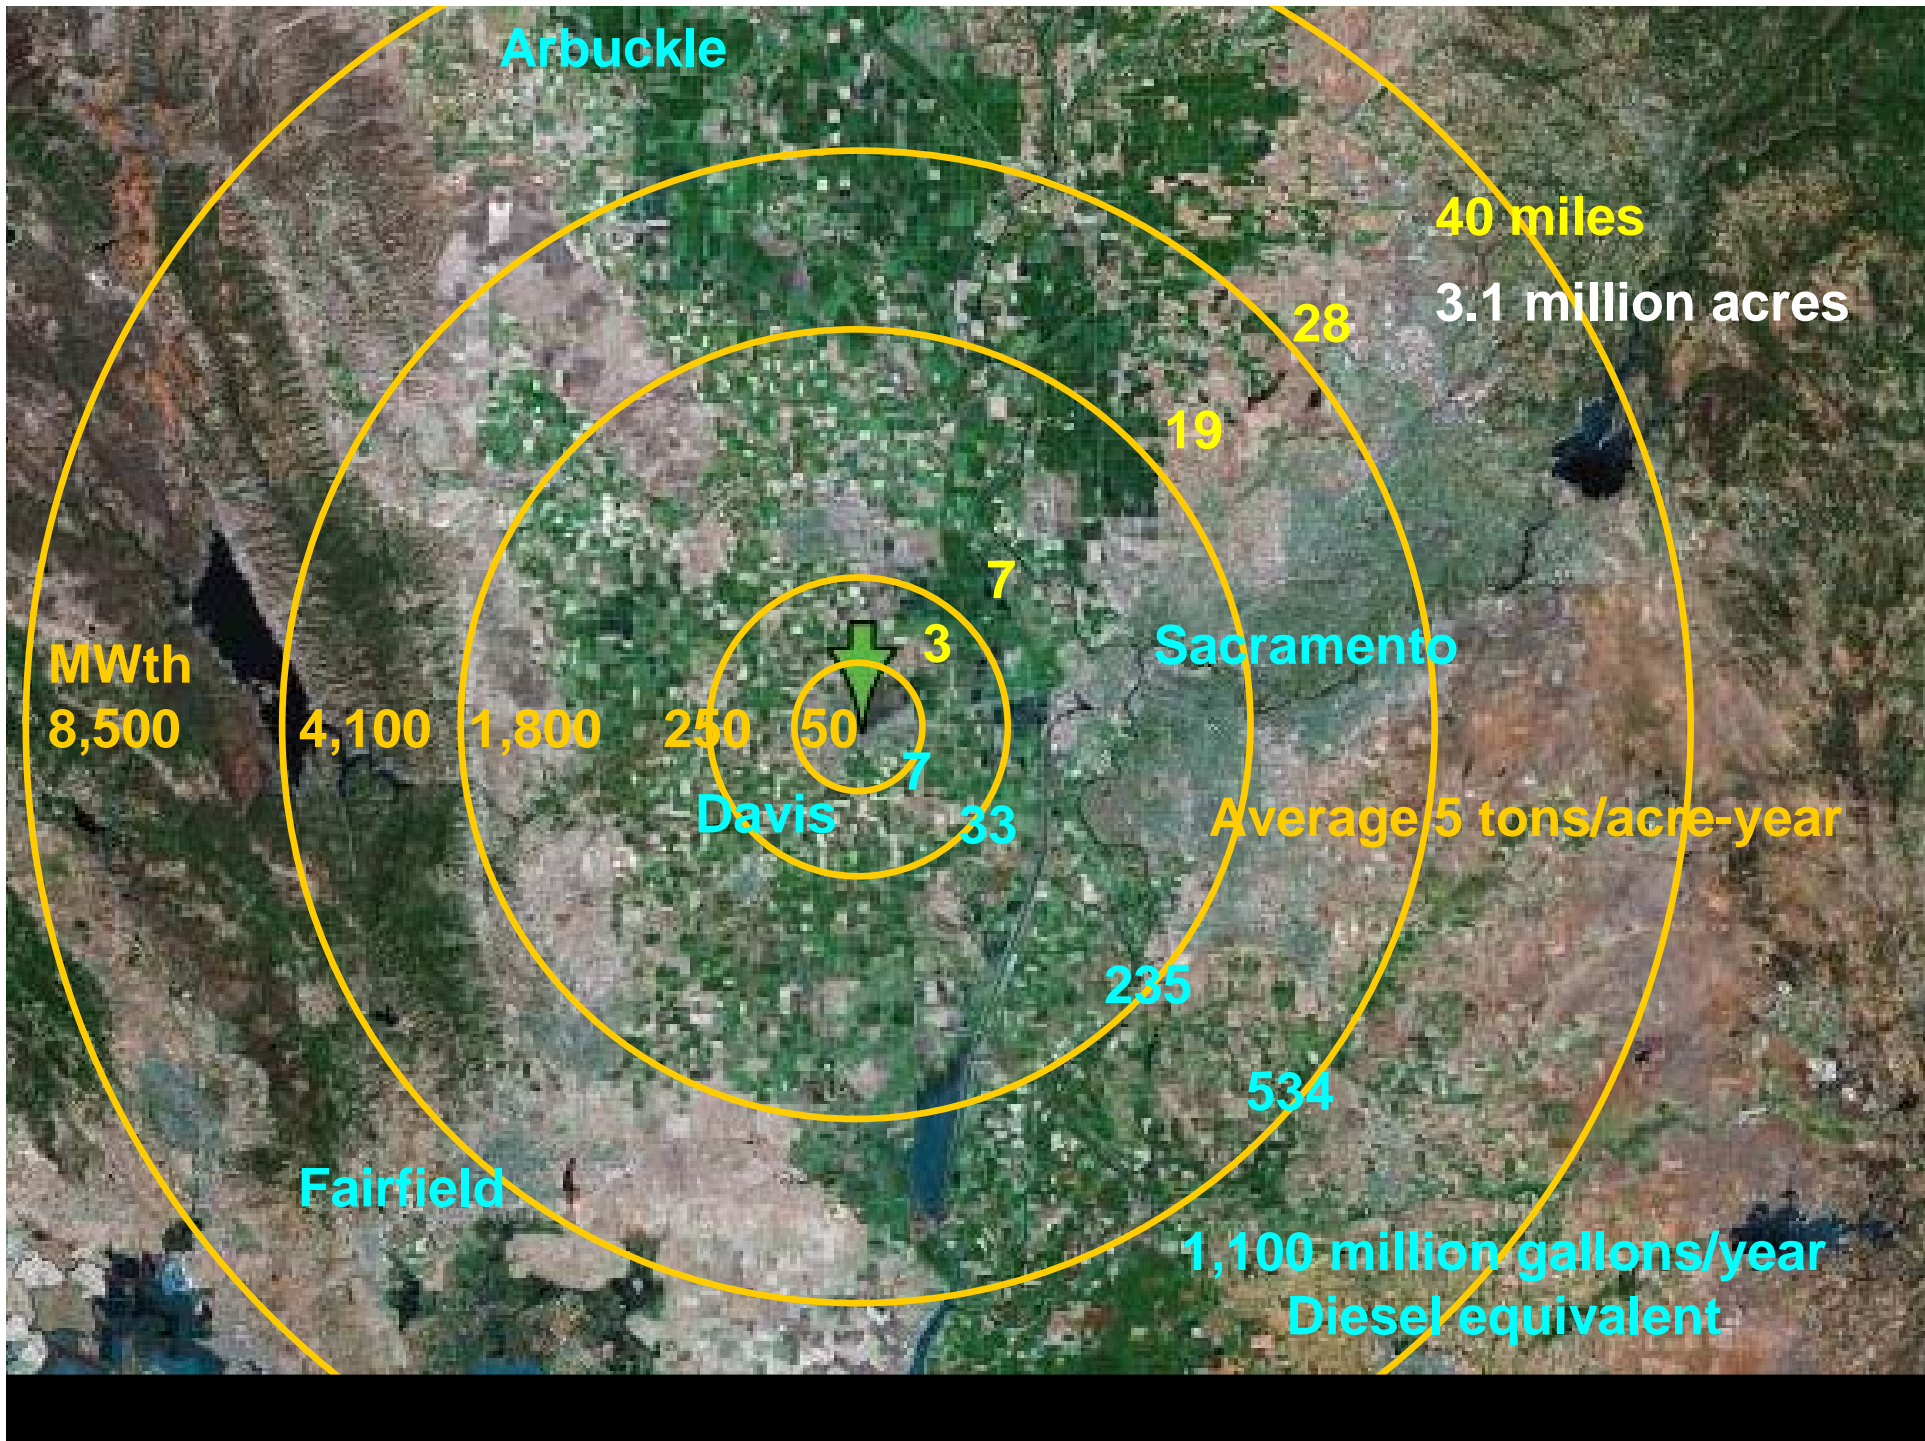 Arbuckle
40 miles
3.1 million acres
28
19
7
3
Sacramento
MWth
8,500 4,100 1,800 250 50
7
Davis
33
Average 5 tons/acre-year
235
534
Fairfield
1,100 million gallons/year
Diesel equivalent